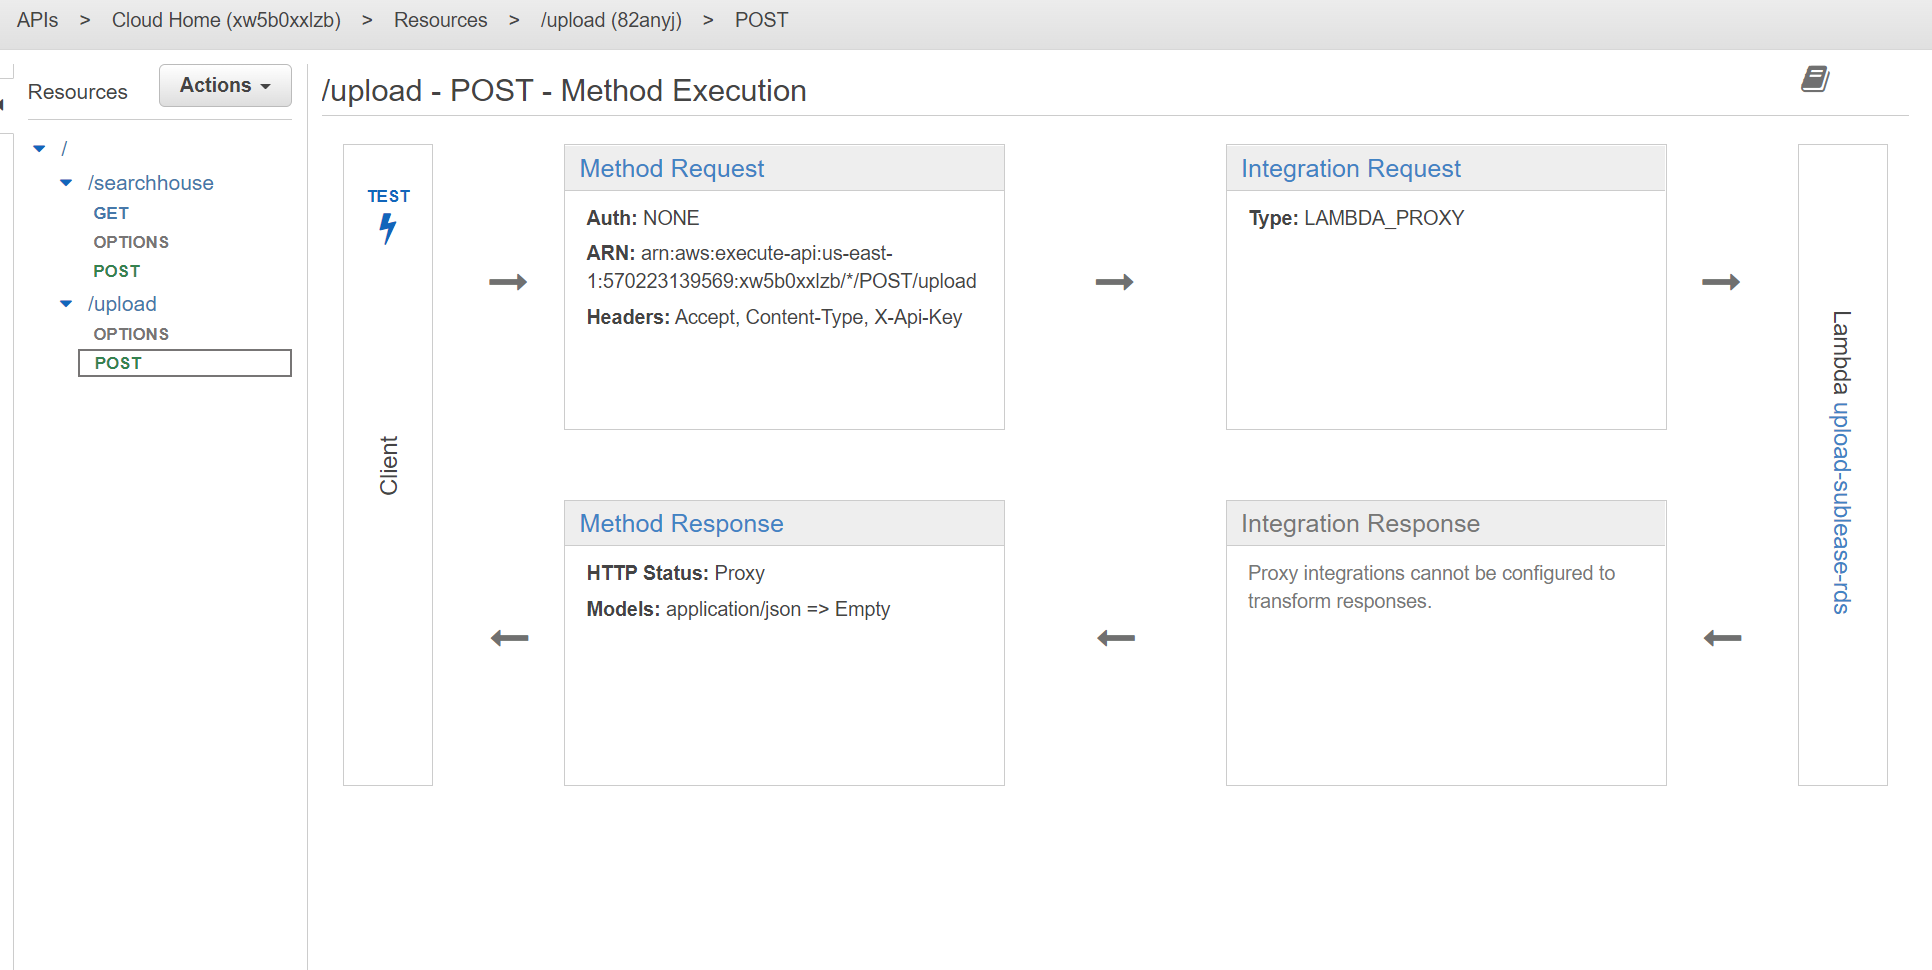 APIs > Cloud Home (xw5b0xxlzb) > Resources > /upload (82anyj) > POST
Resources
Actions
/
/searchhouse
GET
OPTIONS
POST
/upload
OPTIONS
POST
/upload - POST - Method Execution
TEST
Client
Method Request
Auth: NONE
ARN: arn:aws:execute-api:us-east-
1:570223139569:xw5b0xxlzb/*/POST/upload
Headers: Accept, Content-Type, X-Api-Key
Integration Request
Type: LAMBDA_PROXY
Lambda upload-sublease-rds
Method Response
HTTP Status: Proxy
Models: application/json => Empty
Integration Response
Proxy integrations cannot be configured to
transform responses.